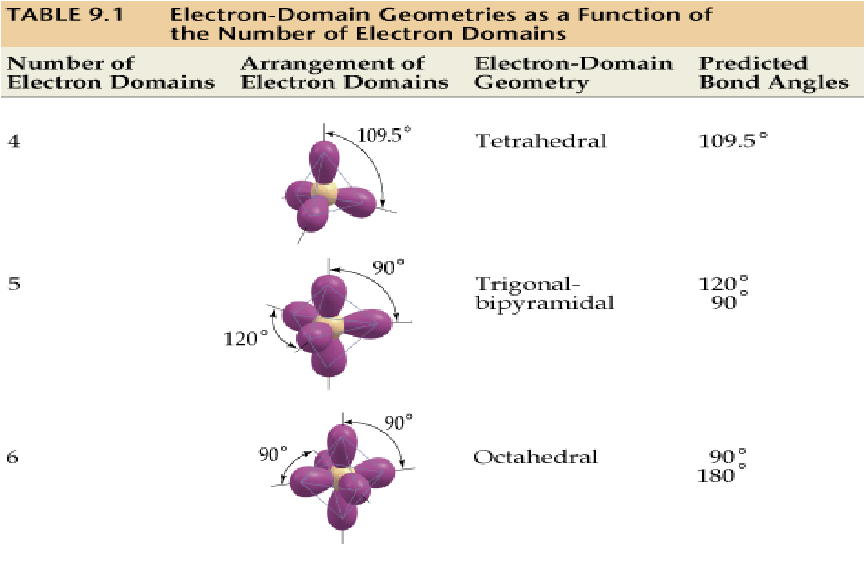 TABLE 9.1 Electron-Domain Geometries as a Function of
the Number of Electron Domains
Number of Arrangement of Electron-Domain Predicted
Electron Domains Electron Domains Geometry Bond Angles
4 109.5° Tetrahedral 109.5°
90°
5 Trigonal- 120°
bipyramidal 90°
120°
90°
6 90° Octahedral 90°
180°